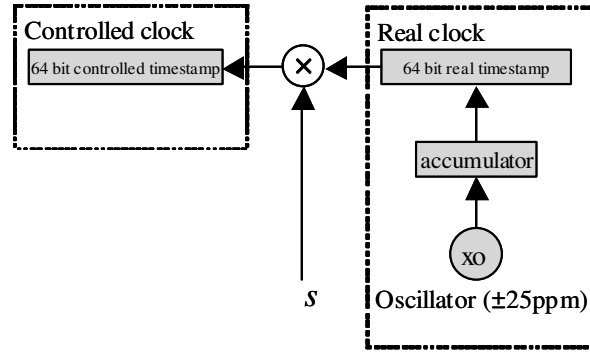 Controlled clock
64 bit controlled timestamp
×
Real clock
64 bit real timestamp
accumulator
xo
s
Oscillator (±25ppm)